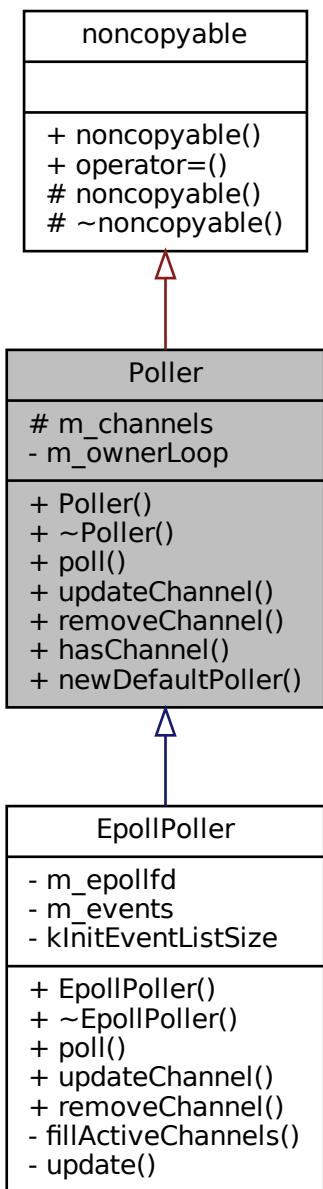 noncopyable
+ noncopyable()
+ operator=()
# noncopyable()
# ~noncopyable()
Poller
# m_channels
- m_ownerLoop
+ Poller()
+ ~Poller()
+ poll()
+ updateChannel()
+ removeChannel()
+ hasChannel()
+ newDefaultPoller()
EpollPoller
- m_epollfd
- m_events
- kInitEventListSize
+ EpollPoller()
+ ~EpollPoller()
+ poll()
+ updateChannel()
+ removeChannel()
- fillActiveChannels()
- update()